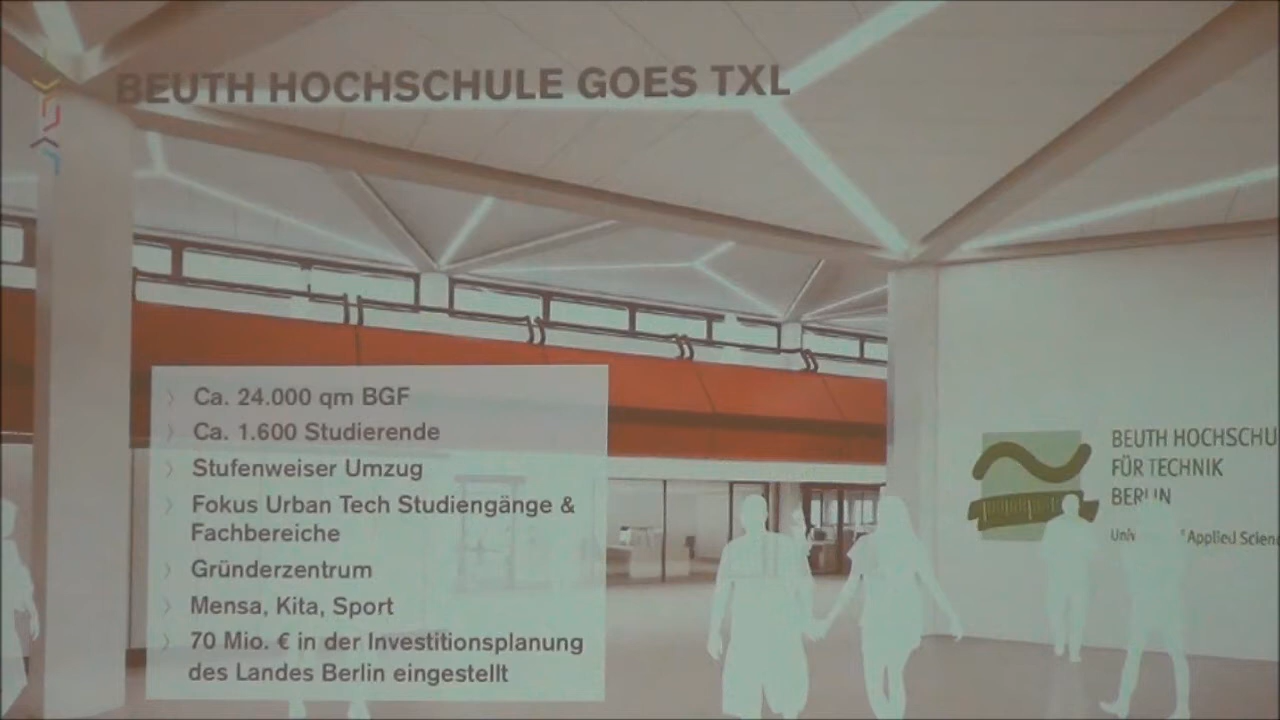 BEUTH HOCHSCHULE GOES TXL
Ca. 24.000 qm BGF
Ca. 1.600 Studierende
Stufenweiser Umzug
Fokus Urban Tech Studiengänge &
Fachbereiche
Gründerzentrum
Mensa, Kita, Sport
70 Mio. € in der Investitionsplanung
des Landes Berlin eingestellt
BEUTH HOCHSCHU
FÜR TECHNIK
BERLIN
Applied Scien